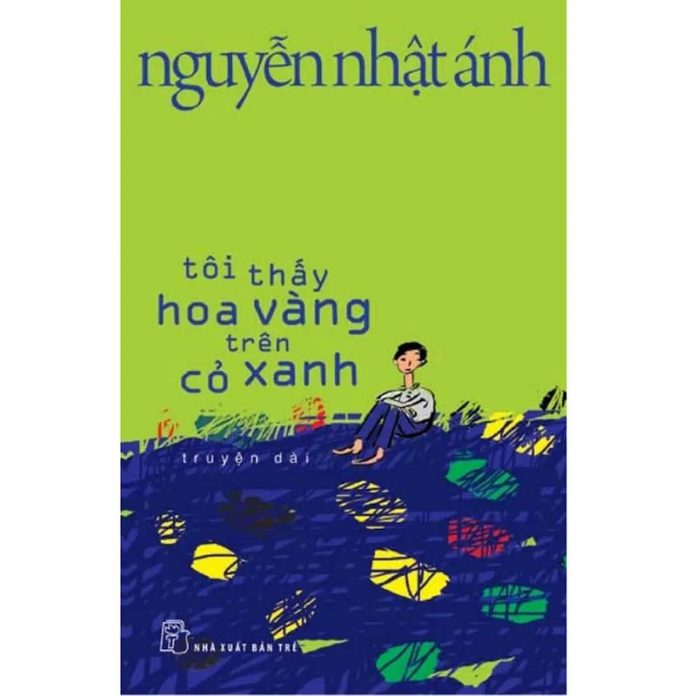 nguyễn nhật ánh
tôi thấy
hoa vàng
trên
cỏ xanh
truyện dài
NHÀ XUẤT BẢN TRẺ